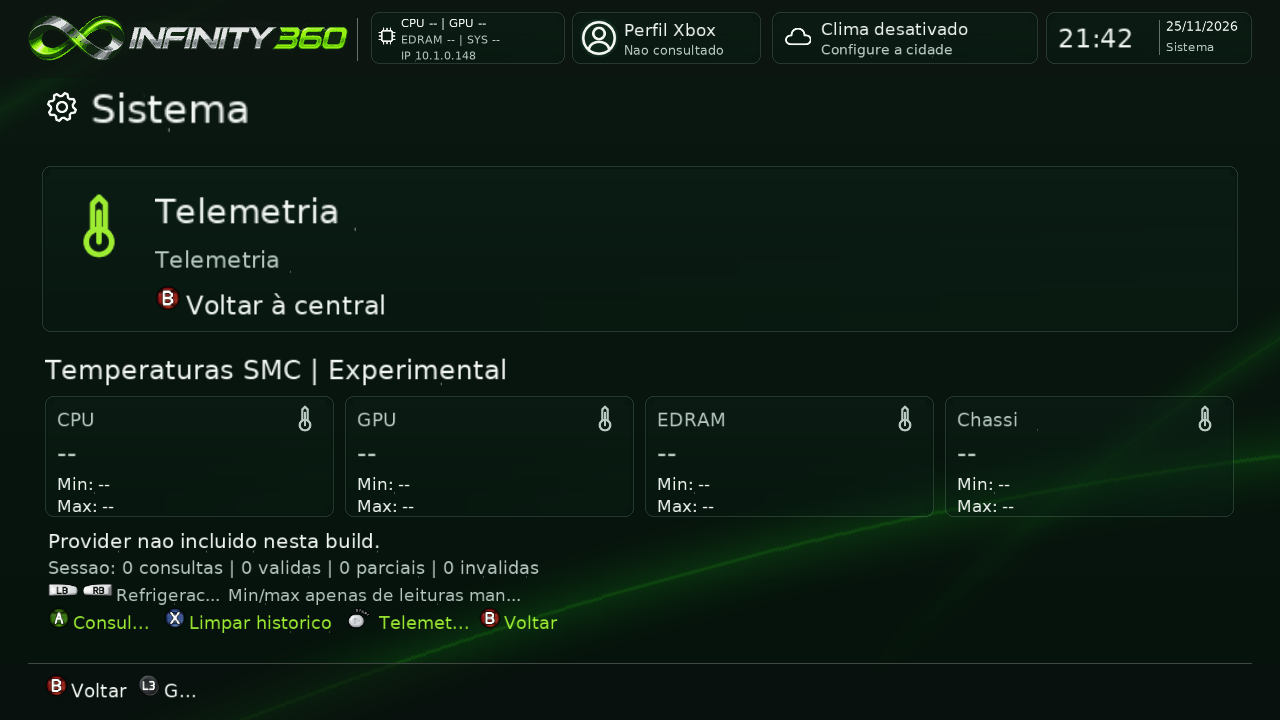 INFINITY 360
CPU -- | GPU --
EDRAM -- | SYS --
IP 10.1.0.148
Perfil Xbox
Nao consultado
Clima desativado
Configure a cidade
21:42
25/11/2026
Sistema
Sistema
Telemetria
Telemetria
B Voltar à central
Temperaturas SMC | Experimental
CPU
--
Min: --
Max: --
GPU
--
Min: --
Max: --
EDRAM
--
Min: --
Max: --
Chassi
--
Min: --
Max: --
Provider nao incluido nesta build.
Sessao: 0 consultas | 0 validas | 0 parciais | 0 invalidas
LB RB Refrigerac... Min/max apenas de leituras man...
A Consul... X Limpar historico Telemet... B Voltar
B Voltar L3 G...